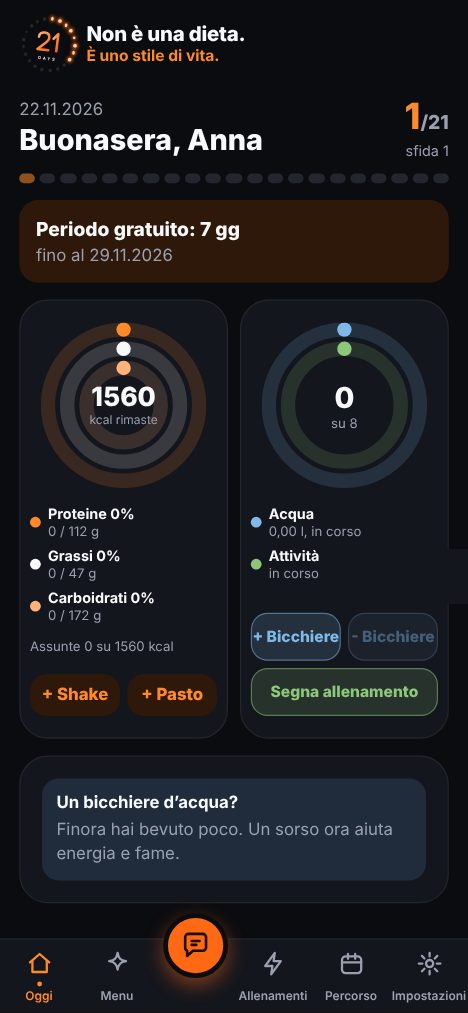 21
DAYS
Non è una dieta.
È uno stile di vita.
22.11.2026
Buonasera, Anna
1/21
sfida 1
Periodo gratuito: 7 gg
fino al 29.11.2026
1560
kcal rimaste
Proteine 0%
0 / 112 g
Grassi 0%
0 / 47 g
Carboidrati 0%
0 / 172 g
Assunte 0 su 1560 kcal
+ Shake
+ Pasto
0
su 8
Acqua
0,00 l, in corso
Attività
in corso
+ Bicchiere
- Bicchiere
Segna allenamento
Un bicchiere d’acqua?
Finora hai bevuto poco. Un sorso ora aiuta
energia e fame.
Oggi
Menu
Allenamenti
Percorso
Impostazioni